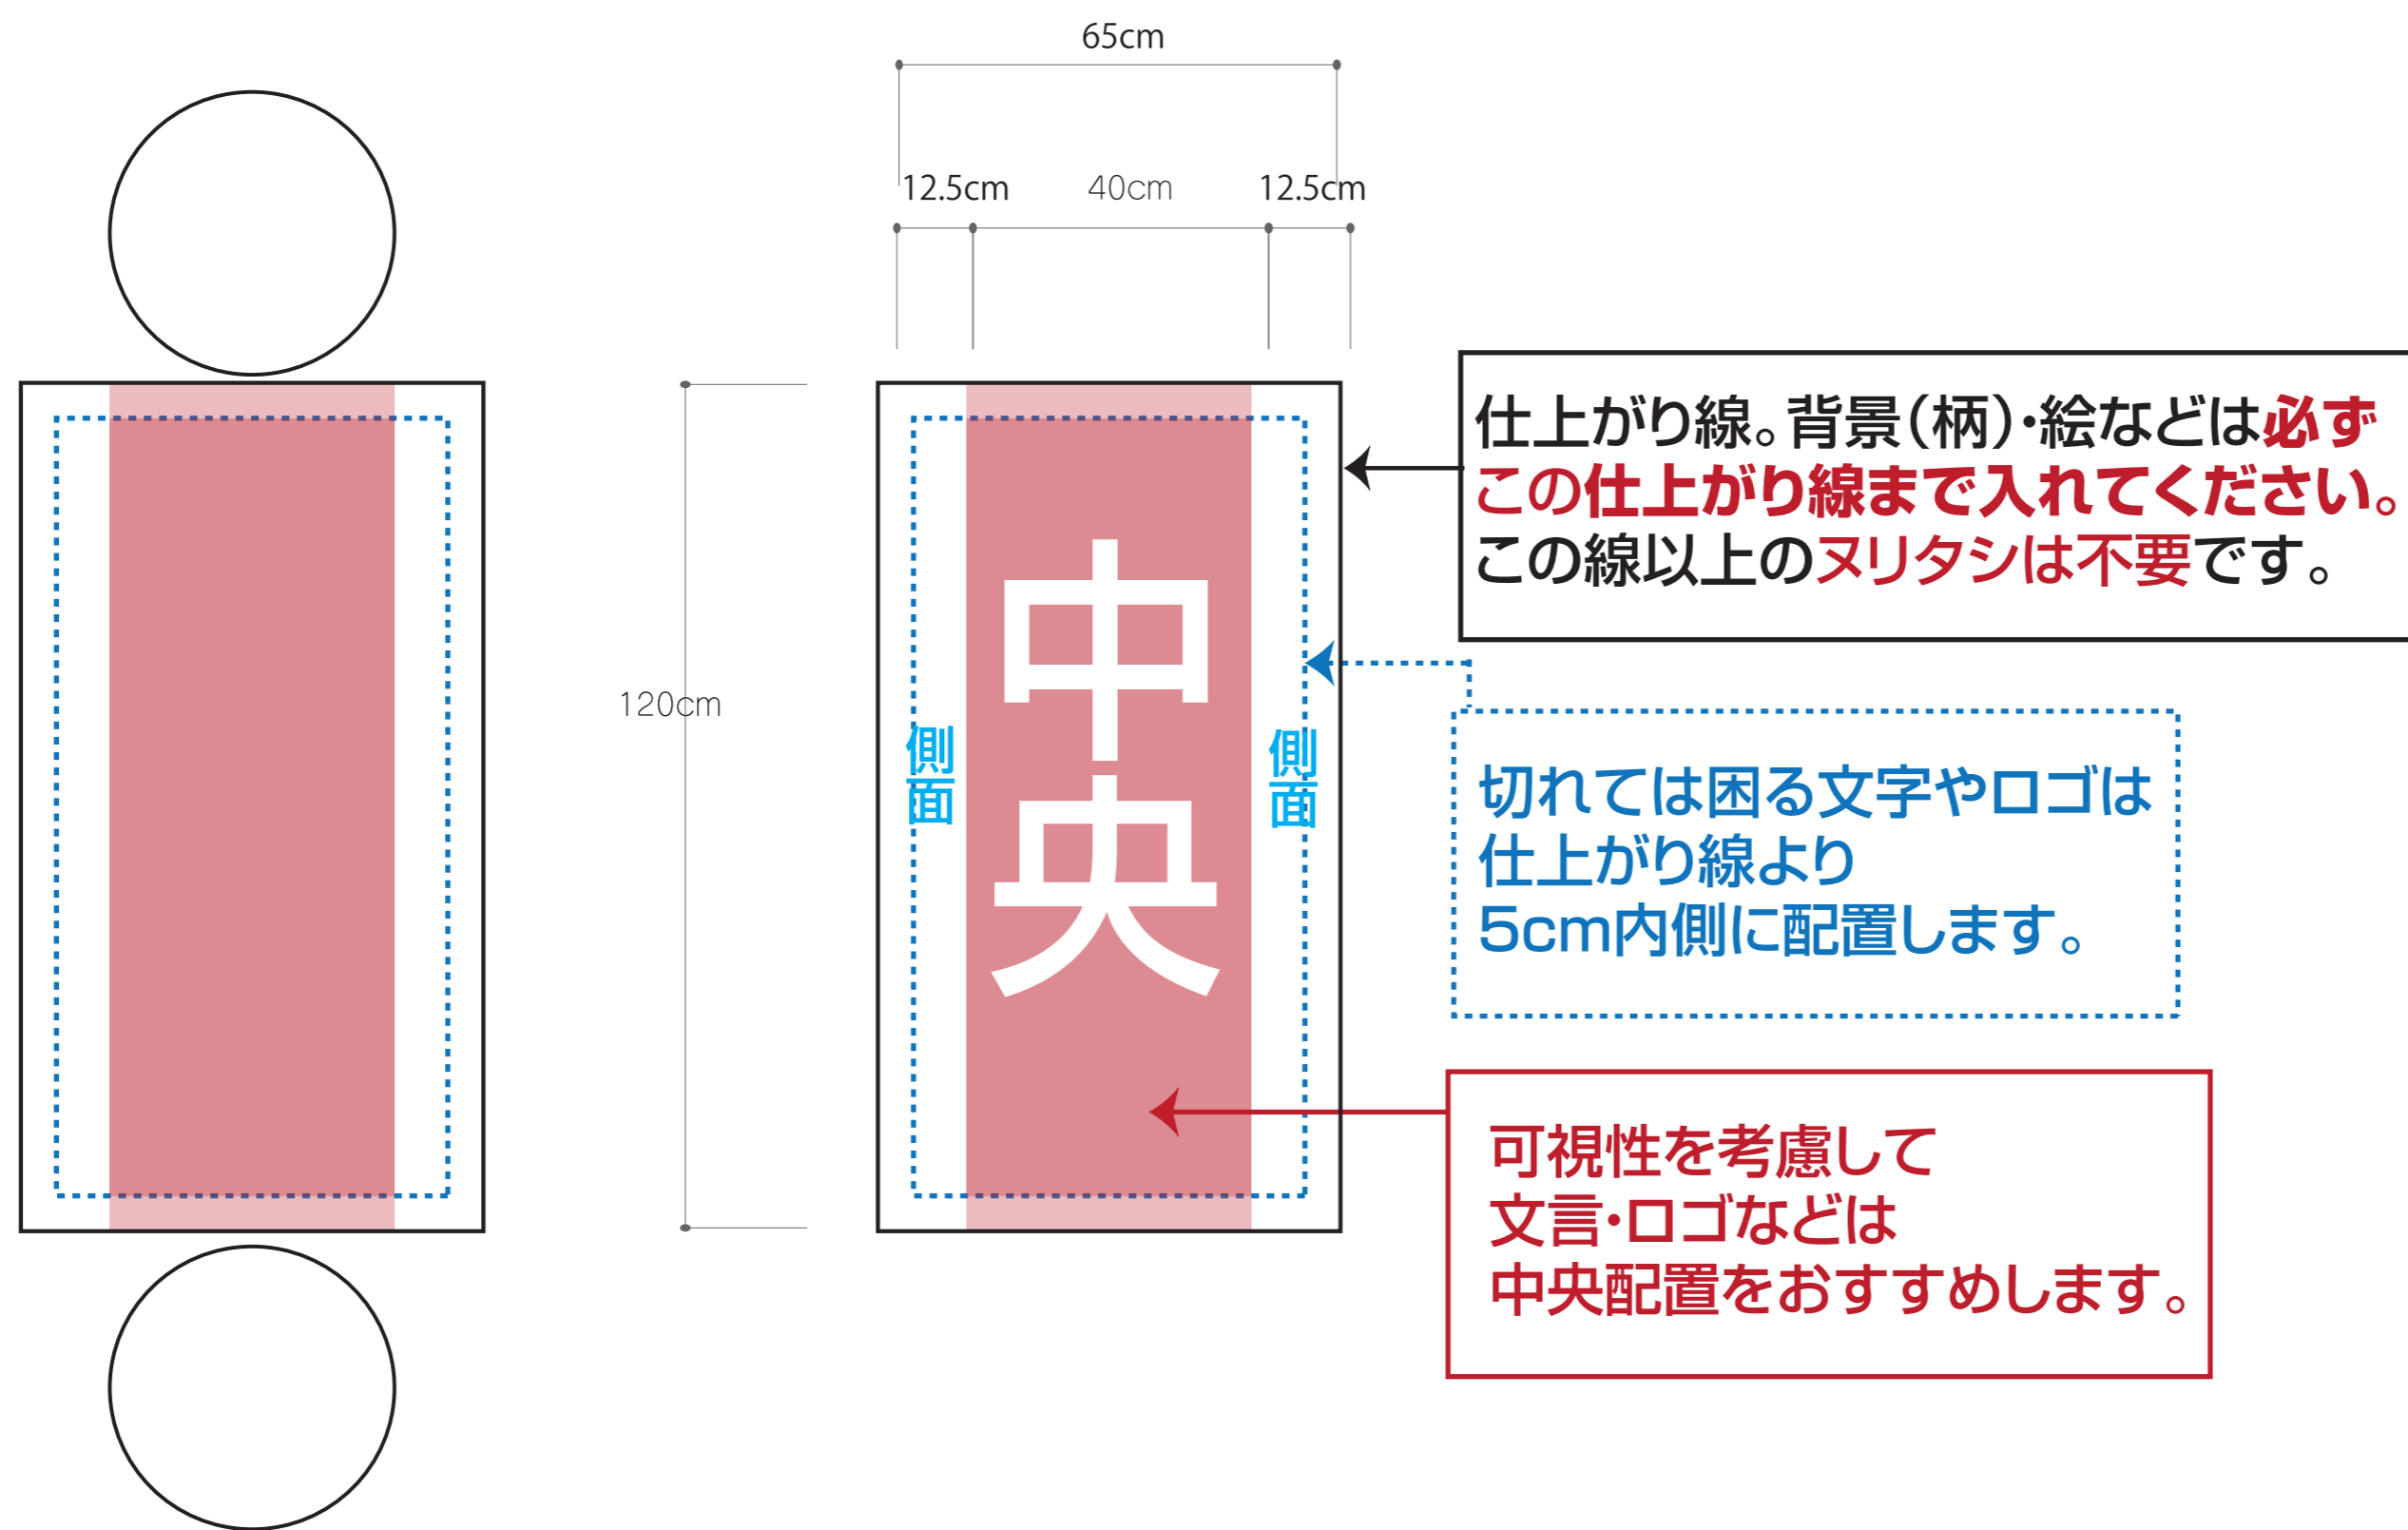 65cm
12.5cm
40cm
12.5cm
120cm
中央
側面
側面
仕上がり線。背景（柄）・絵などは必ず
この仕上がり線まで入れてください。
この線以上のヌリタシは不要です。
切れては困る文字やロゴは
仕上がり線より
5cm内側に配置します。
可視性を考慮して
文言・ロゴなどは
中央配置をおすすめします。